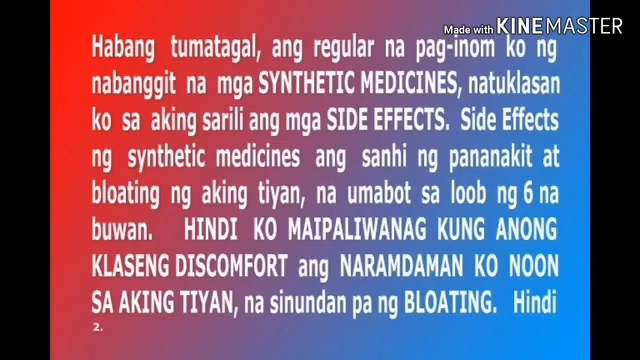 Made with KINEMASTER
Habang tumatagal, ang regular na pag-inom ko ng
nabanggit na mga SYNTHETIC MEDICINES, natuklasan
ko sa aking sarili ang mga SIDE EFFECTS. Side Effects
ng synthetic medicines ang sanhi ng pananakit at
bloating ng aking tiyan, na umabot sa loob ng 6 na
buwan. HINDI KO MAIPALIWANAG KUNG ANONG
KLASENG DISCOMFORT ang NARAMDAMAN KO NOON
SA AKING TIYAN, na sinundan pa ng BLOATING. Hindi
2.